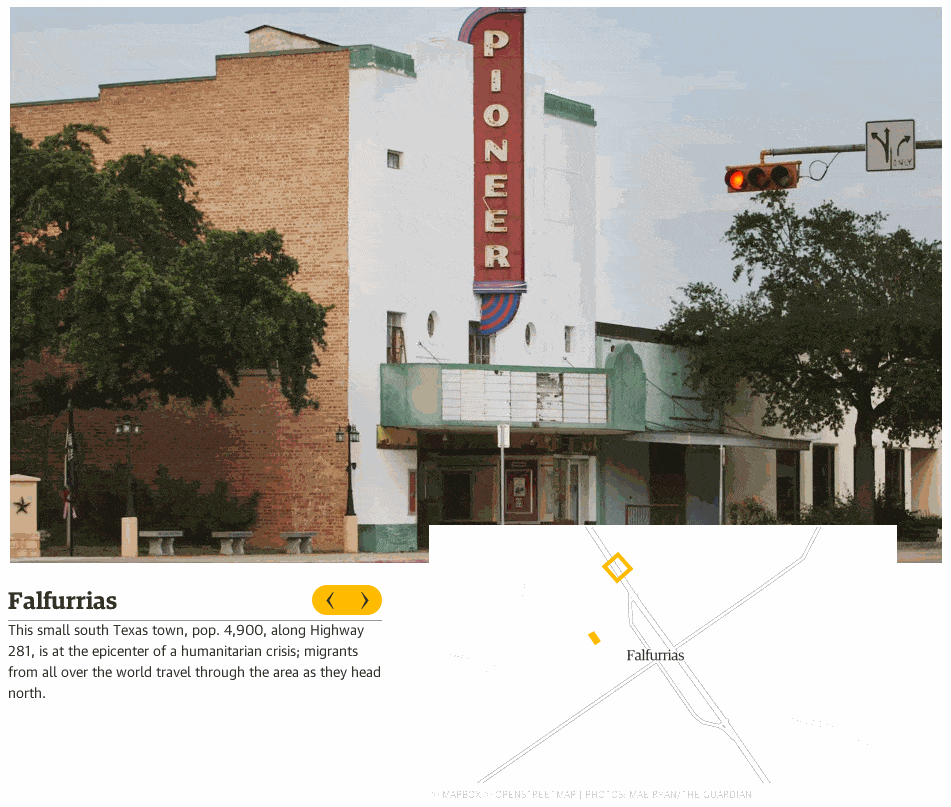 PIONEER
ONLY
Falfurrias
This small south Texas town, pop. 4,900, along Highway
281, is at the epicenter of a humanitarian crisis; migrants
from all over the world travel through the area as they head
north.
Falfurrias
© MAPBOX © OPENSTREETMAP | PHOTOS: MAE RYAN/THE GUARDIAN